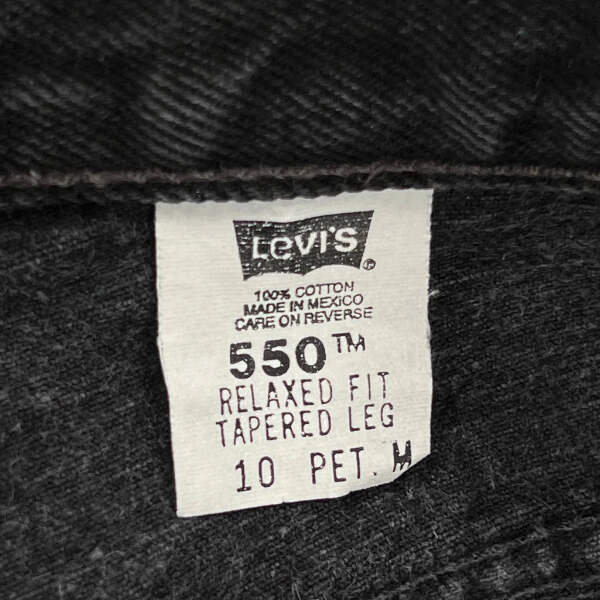 LEVI'S ®
100% COTTON
MADE IN MEXICO
CARE ON REVERSE
550™
RELAXED FIT
TAPERED LEG
10 PET. M